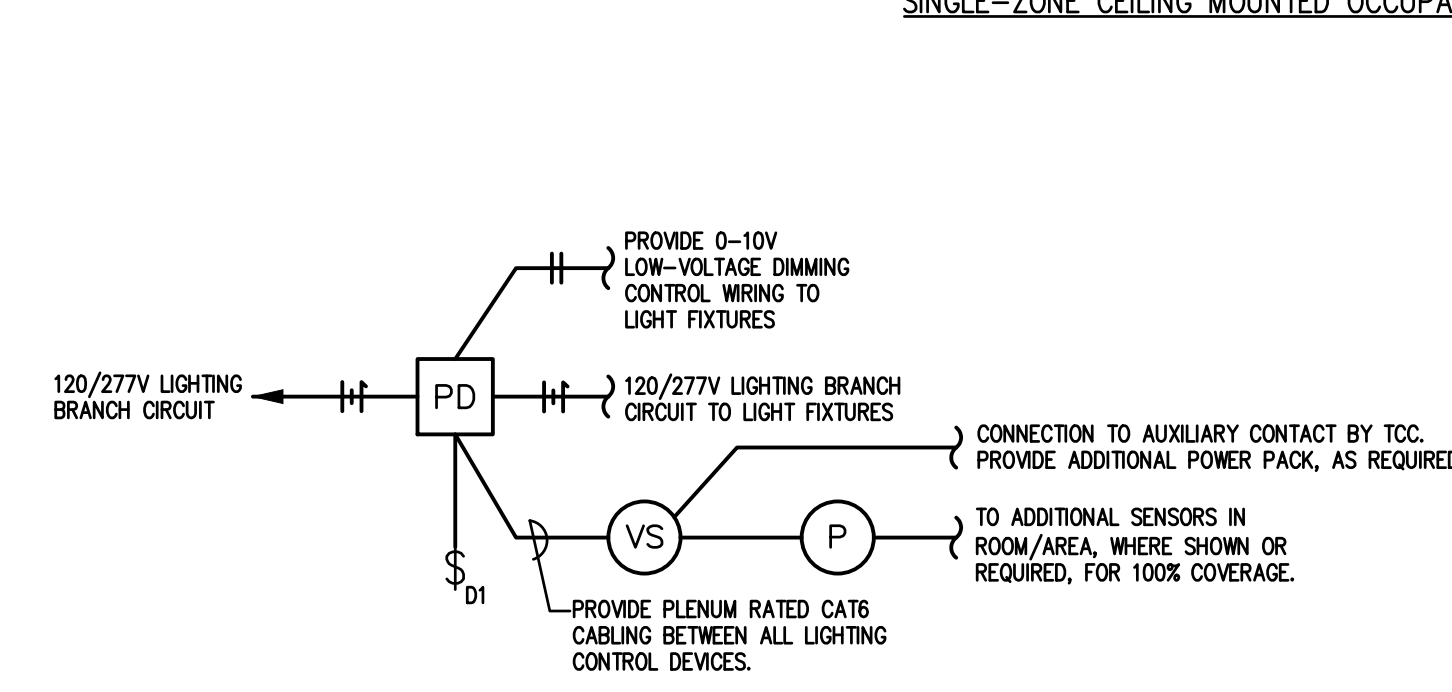 SINGLE-ZONE CEILING MOUNTED
PROVIDE 0-10V
LOW-VOLTAGE DIMMING
CONTROL WIRING TO
LIGHT FIXTURES
120/277V LIGHTING
BRANCH CIRCUIT
PD
120/277V LIGHTING BRANCH
CIRCUIT TO LIGHT FIXTURES
CONNECTION TO AUXILIARY CONTACT BY TCC.
PROVIDE ADDITIONAL POWER PACK, AS REQUIRED
VS
P
TO ADDITIONAL SENSORS IN
ROOM/AREA, WHERE SHOWN OR
REQUIRED, FOR 100% COVERAGE.
$ D1
PROVIDE PLENUM RATED CAT6
CABLING BETWEEN ALL LIGHTING
CONTROL DEVICES.